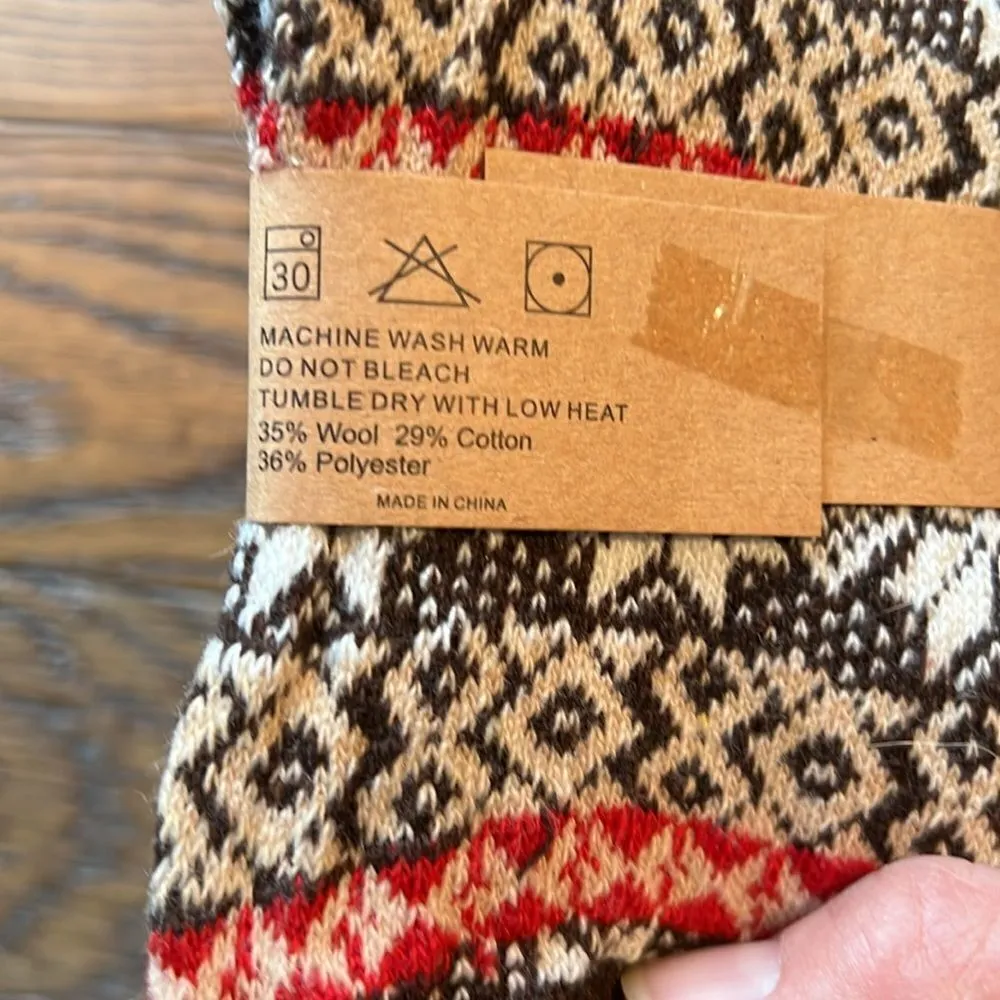 30
MACHINE WASH WARM
DO NOT BLEACH
TUMBLE DRY WITH LOW HEAT
35% Wool 29% Cotton
36% Polyester
MADE IN CHINA